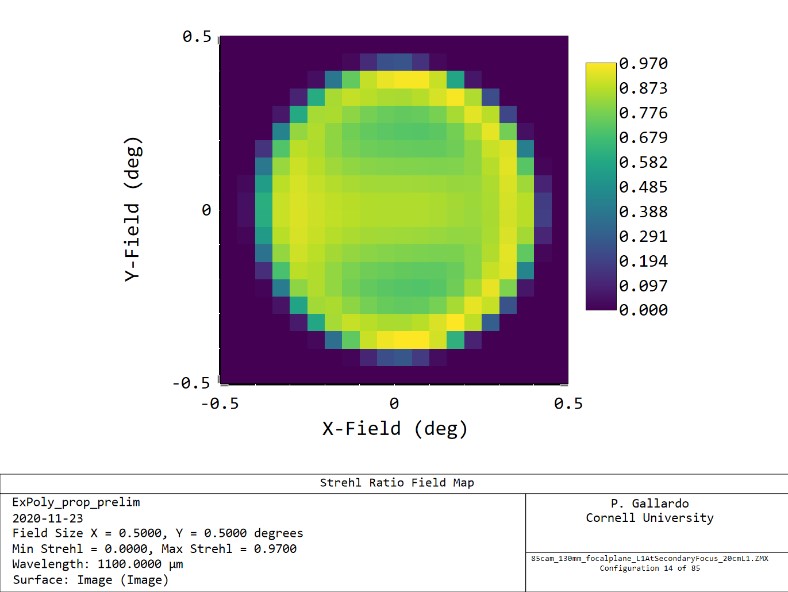 0.5
0
-0.5
Y-Field (deg)
-0.5
0
0.5
X-Field (deg)
0.970
0.873
0.776
0.679
0.582
0.485
0.388
0.291
0.194
0.097
0.000
Strehl Ratio Field Map
ExPoly_prop_prelim
2020-11-23
Field Size X = 0.5000, Y = 0.5000 degrees
Min Strehl = 0.0000, Max Strehl = 0.9700
Wavelength: 1100.0000 µm
Surface: Image (Image)
P. Gallardo
Cornell University
85cam_130mm_focalplane_L1AtSecondaryFocus_20cmL1.ZMX
Configuration 14 of 85